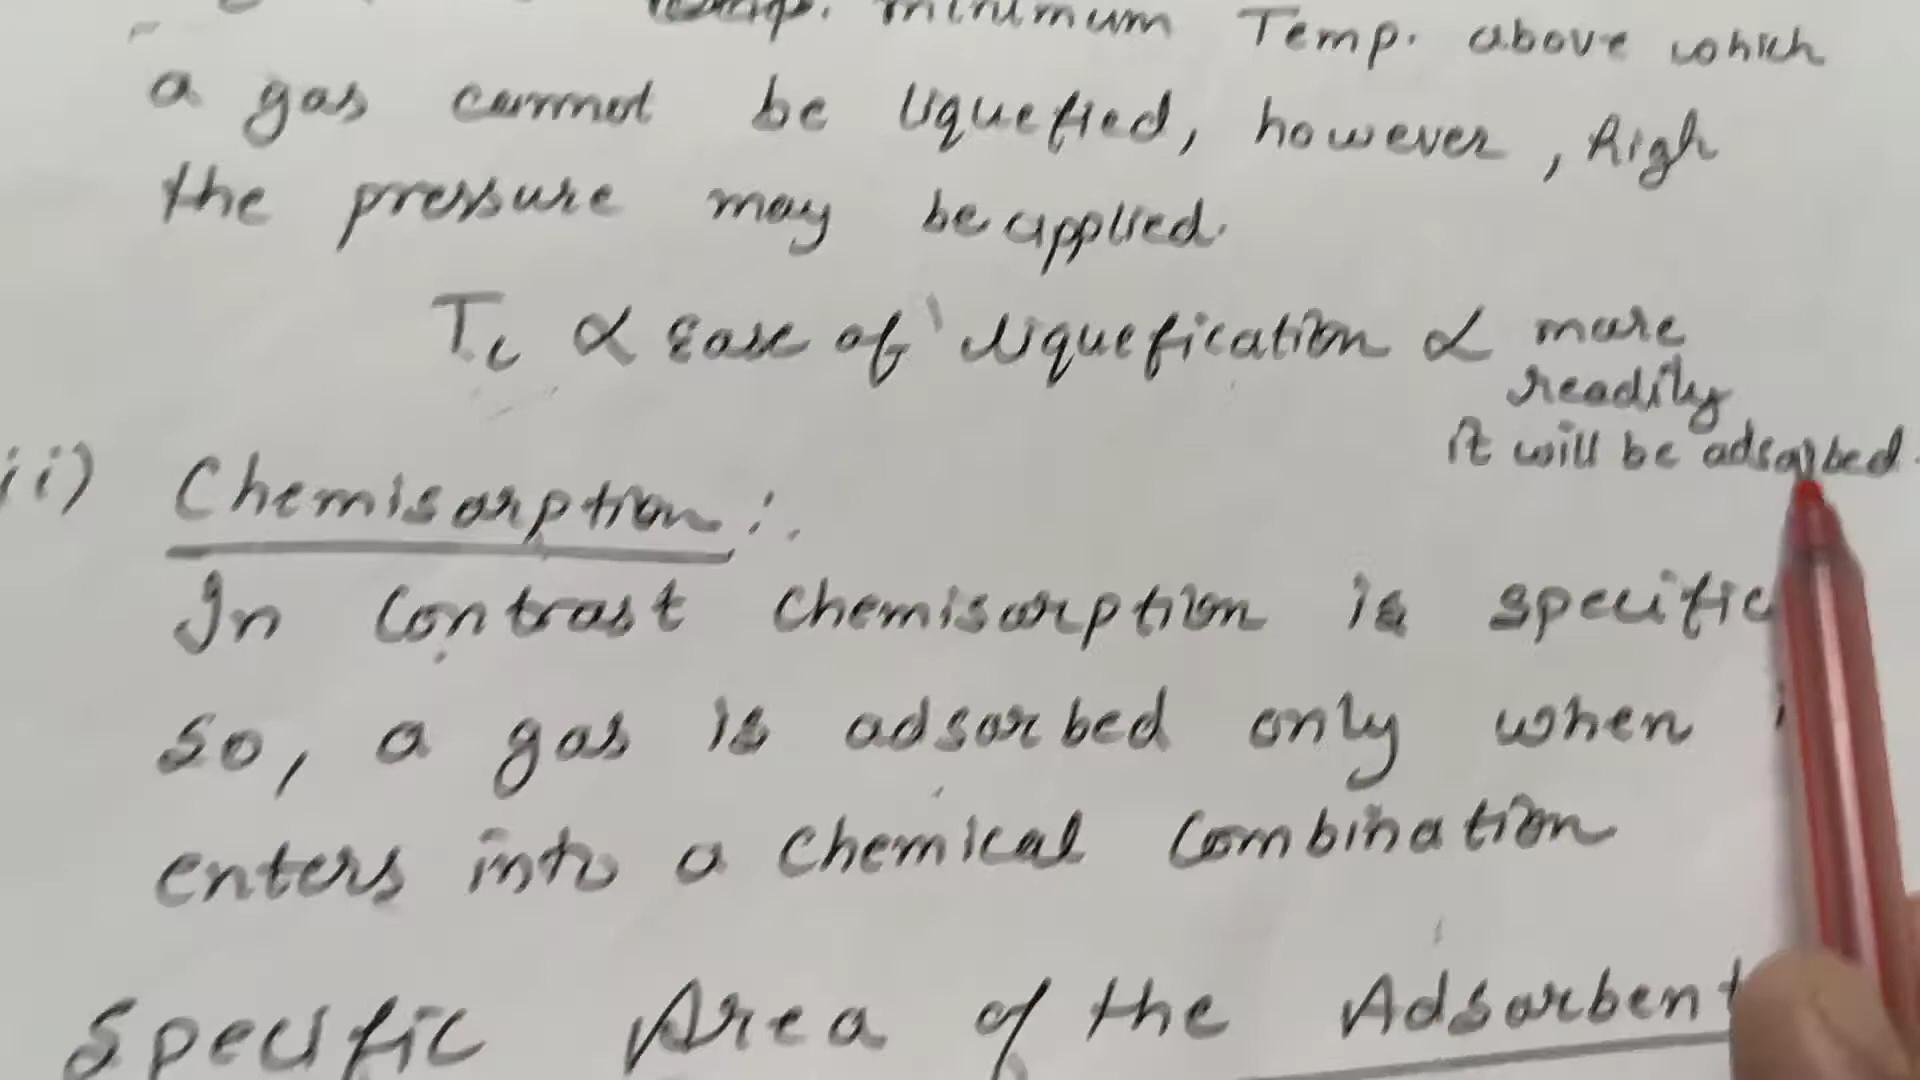 Temp. minimum Temp. above which
a gas cannot be liquefied, however, high
the pressure may be applied.
Tc ∝ Ease of liquefication ∝ more
readily
it will be adsorbed.
ii) Chemisorption :.
In contrast chemisorption is specific
so, a gas is adsorbed only when
enters into a chemical combination
Specific Area of the Adsorbent